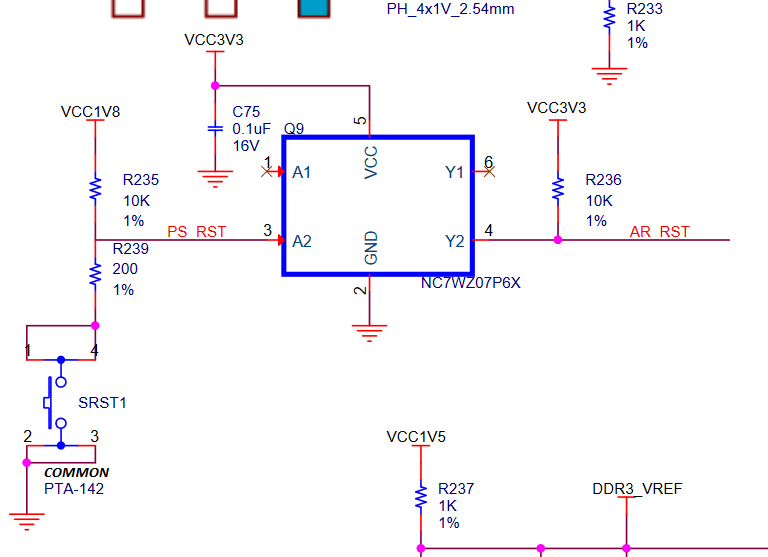 PH_4x1V_2.54mm
R233
1K
1%
VCC3V3
VCC1V8
C75
0.1uF
16V
Q9
5
VCC
1
A1
Y1
6
VCC3V3
R235
10K
1%
R236
10K
1%
PS_RST
3
A2
GND
Y2
4
AR_RST
R239
200
1%
2
NC7WZ07P6X
1
4
SRST1
2
3
COMMON
PTA-142
VCC1V5
R237
1K
1%
DDR3_VREF